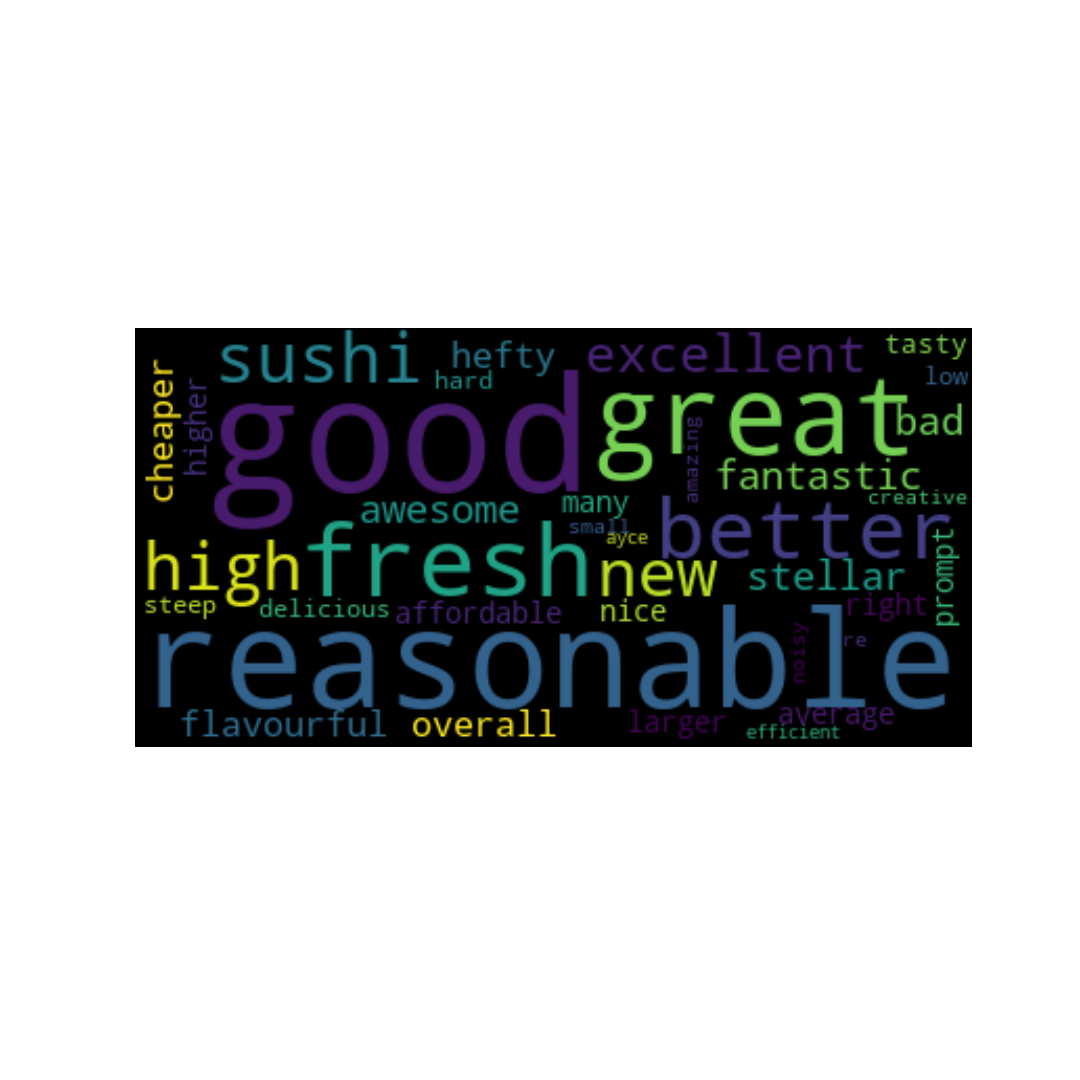 sushi
hefty
excellent
tasty
hard
low
cheaper
higher
good
great
bad
amazing
fantastic
awesome
many
creative
small
ayce
better
high
fresh
new
stellar
prompt
steep
delicious
affordable
nice
right
reasonable
noisy
re
flavourful
overall
larger
average
efficient